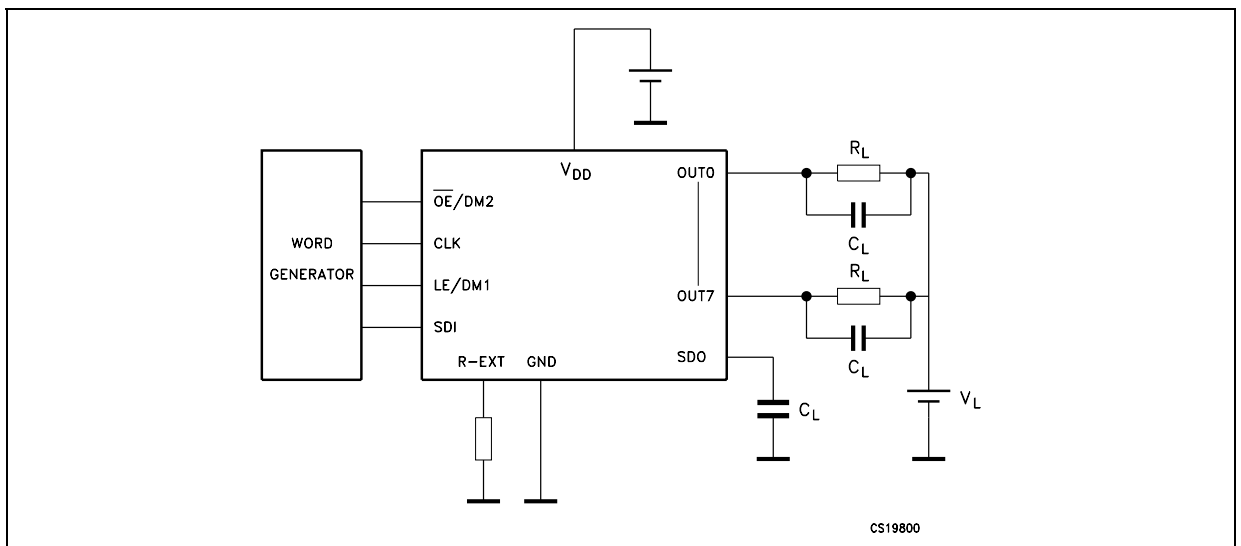 V_DD
OUT0
R_L
C_L
OE/DM2
CLK
LE/DM1
SDI
WORD
GENERATOR
OUT7
R_L
C_L
SDO
R-EXT
GND
C_L
V_L
CS19800